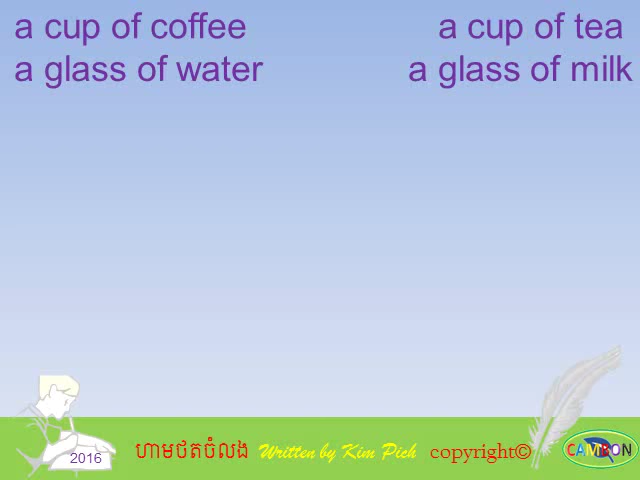 a cup of coffee a cup of tea
a glass of water a glass of milk
2016 ហាមថតចំលង Written by Kim Pich copyright© CAMBON